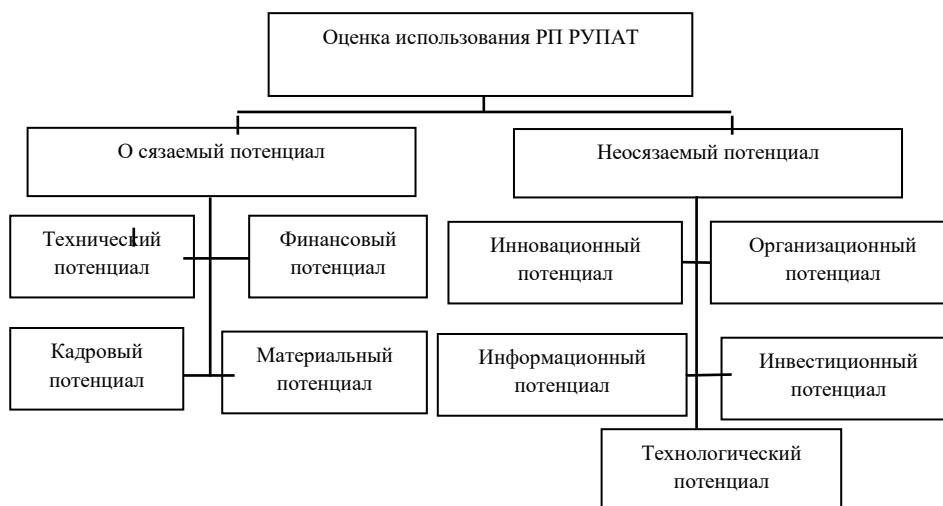 Оценка использования РП РУПАТ
О сязаемый потенциал
Неосязаемый потенциал
Технический
потенциал
Финансовый
потенциал
Инновационный
потенциал
Организационный
потенциал
Кадровый
потенциал
Материальный
потенциал
Информационный
потенциал
Инвестиционный
потенциал
Технологический
потенциал